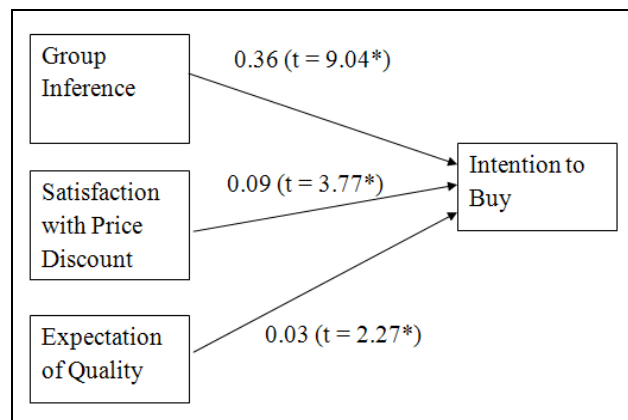 Group
Inference
0.36 (t = 9.04*)
Satisfaction
with Price
Discount
0.09 (t = 3.77*)
Intention to
Buy
Expectation
of Quality
0.03 (t = 2.27*)